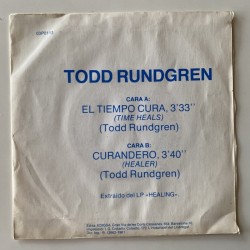 TODD RUNDGREN
CARA A:
EL TIEMPO CURA, 3'33''
(TIME HEALS)
(Todd Rundgren)
CARA B:
CURANDERO, 3'40''
(HEALER)
(Todd Rundgren)
Extraído del LP «HEALING»